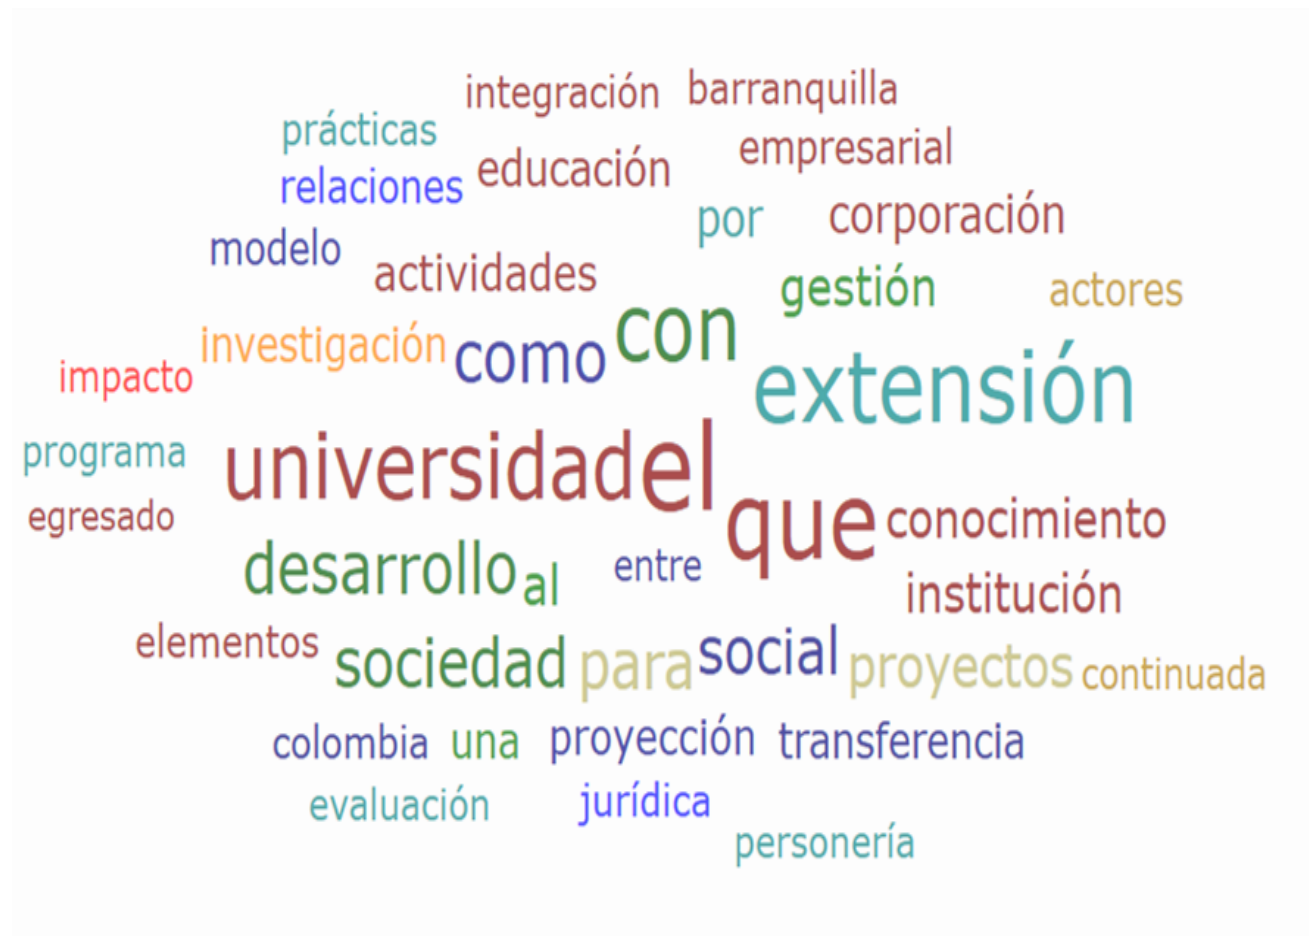 integración barranquilla
prácticas
educación empresarial
relaciones
por corporación
modelo
actividades
gestión actores
con
investigación como
impacto
extensión
programa
universidad el
egresado
que conocimiento
desarrollo al entre
institución
elementos
sociedad para social proyectos continuada
colombia una proyección transferencia
evaluación jurídica
personería